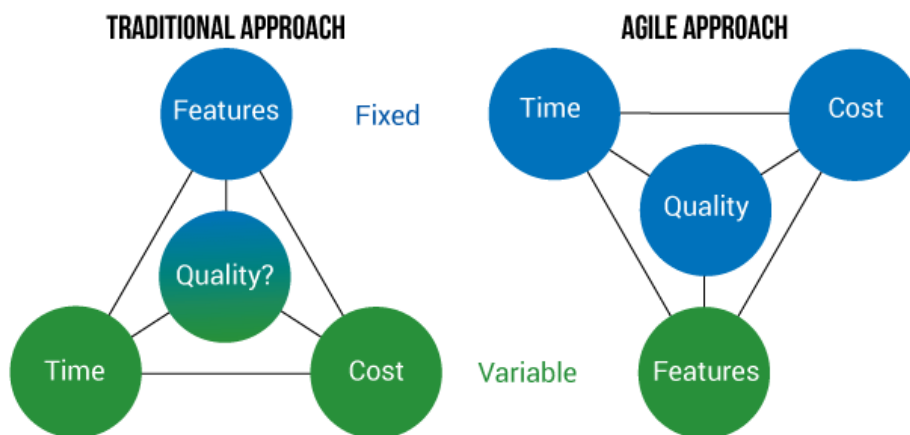 TRADITIONAL APPROACH
Features
Fixed
Quality?
Time
Cost
Variable
AGILE APPROACH
Time
Cost
Quality
Features